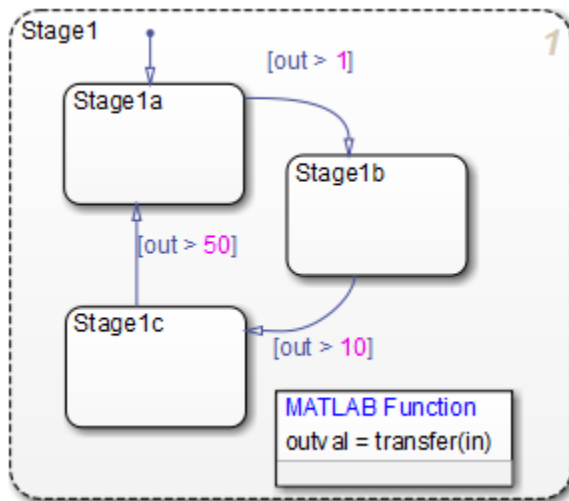 Stage1
1
[out > 1]
Stage1a
Stage1b
[out > 50]
Stage1c
[out > 10]
MATLAB Function
outval = transfer(in)